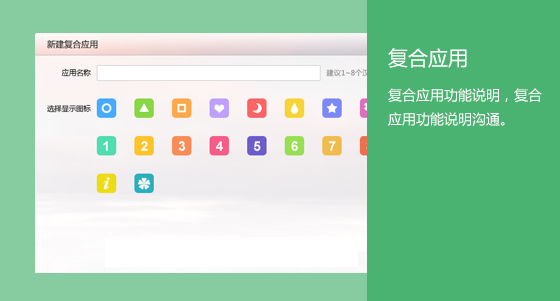 新建复合应用
应用名称
建议1~8个汉
选择显示图标
1 2 3 4 5 6 7
i
复合应用
复合应用功能说明，复合
应用功能说明沟通。